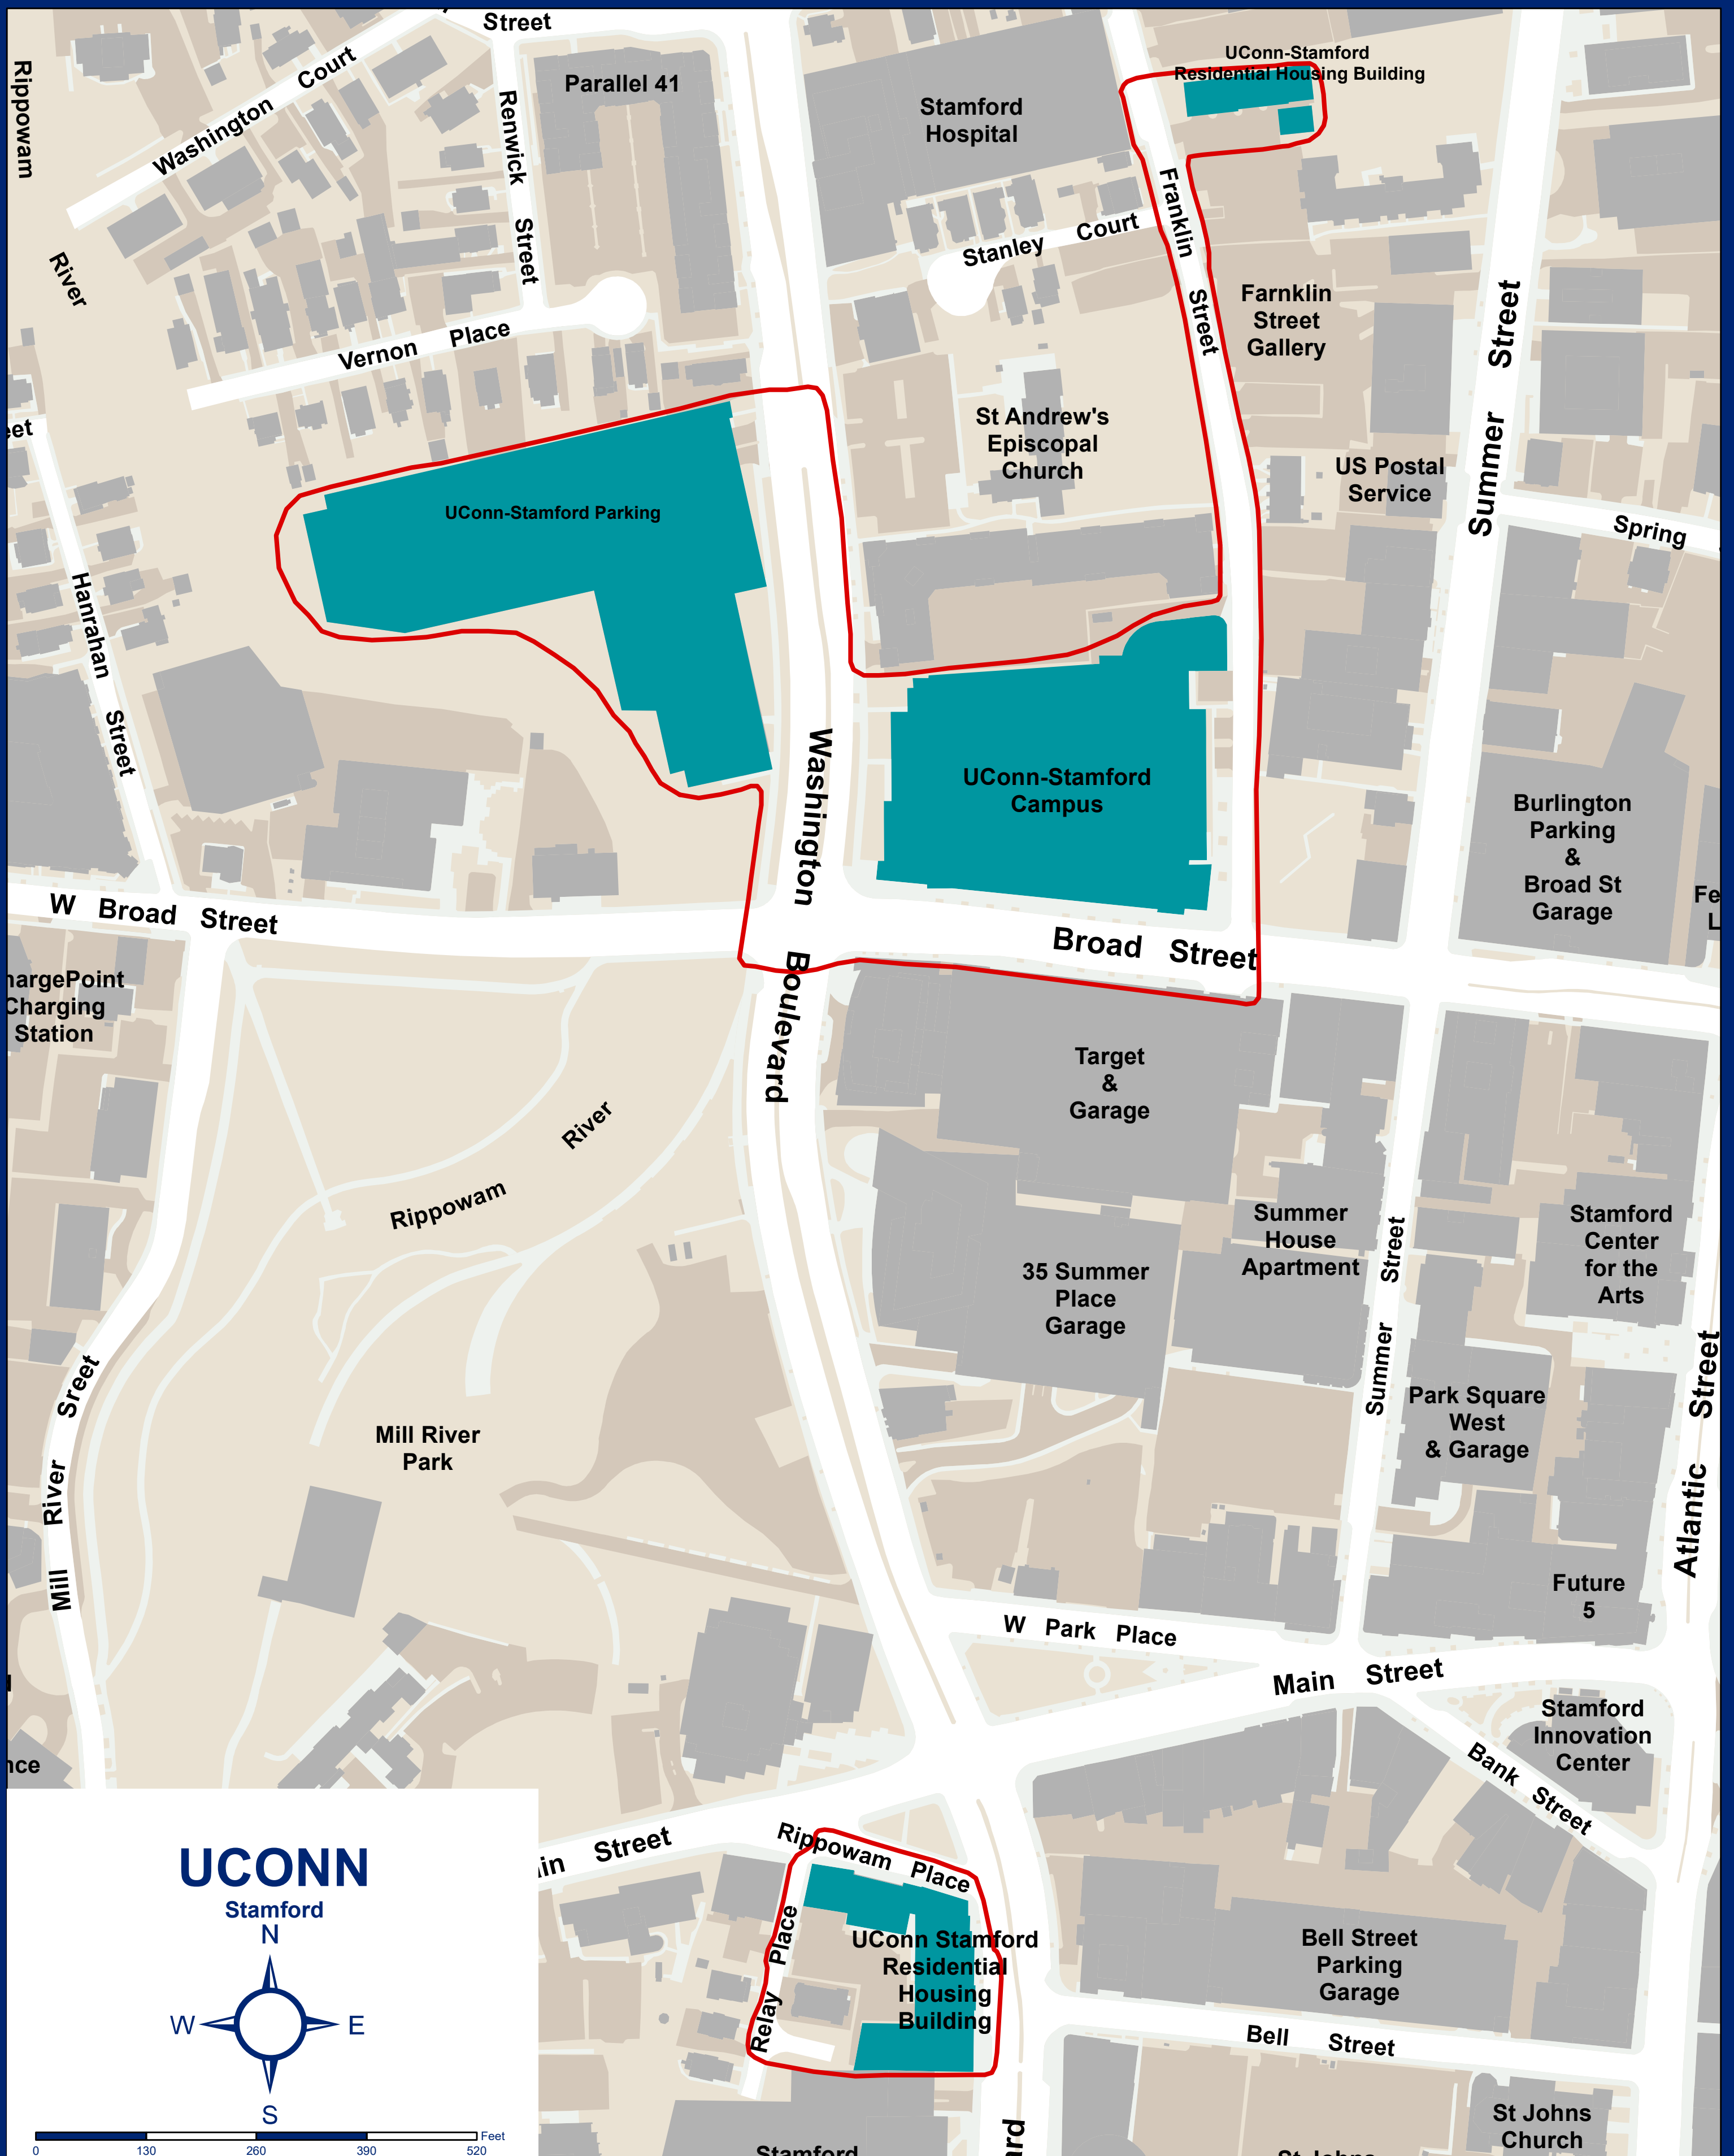 Street
Rippowam
River
Washington Court
Renwick Street
Parallel 41
Vernon Place
Stamford
Hospital
UConn-Stamford
Residential Housing Building
Stanley Court
Franklin Street
Farnklin
Street
Gallery
Summer Street
St Andrew's
Episcopal
Church
US Postal
Service
Spring
UConn-Stamford Parking
Hanrahan Street
Washington Boulevard
UConn-Stamford
Campus
Burlington
Parking
&
Broad St
Garage
W Broad Street
Broad Street
Charging
Station
Target
&
Garage
Rippowam River
35 Summer
Place
Garage
Summer
House
Apartment
Summer Street
Stamford
Center
for the
Arts
Park Square
West
& Garage
Atlantic Street
Mill River Sreet
Mill River
Park
Future
5
W Park Place
Main Street
Stamford
Innovation
Center
Bank Street
Street
Rippowam Place
Relay Place
UConn Stamford
Residential
Housing
Building
Bell Street
Parking
Garage
Bell Street
St Johns
Church
UCONN
Stamford
N
W E
S
Feet
0 130 260 390 520
Stamford